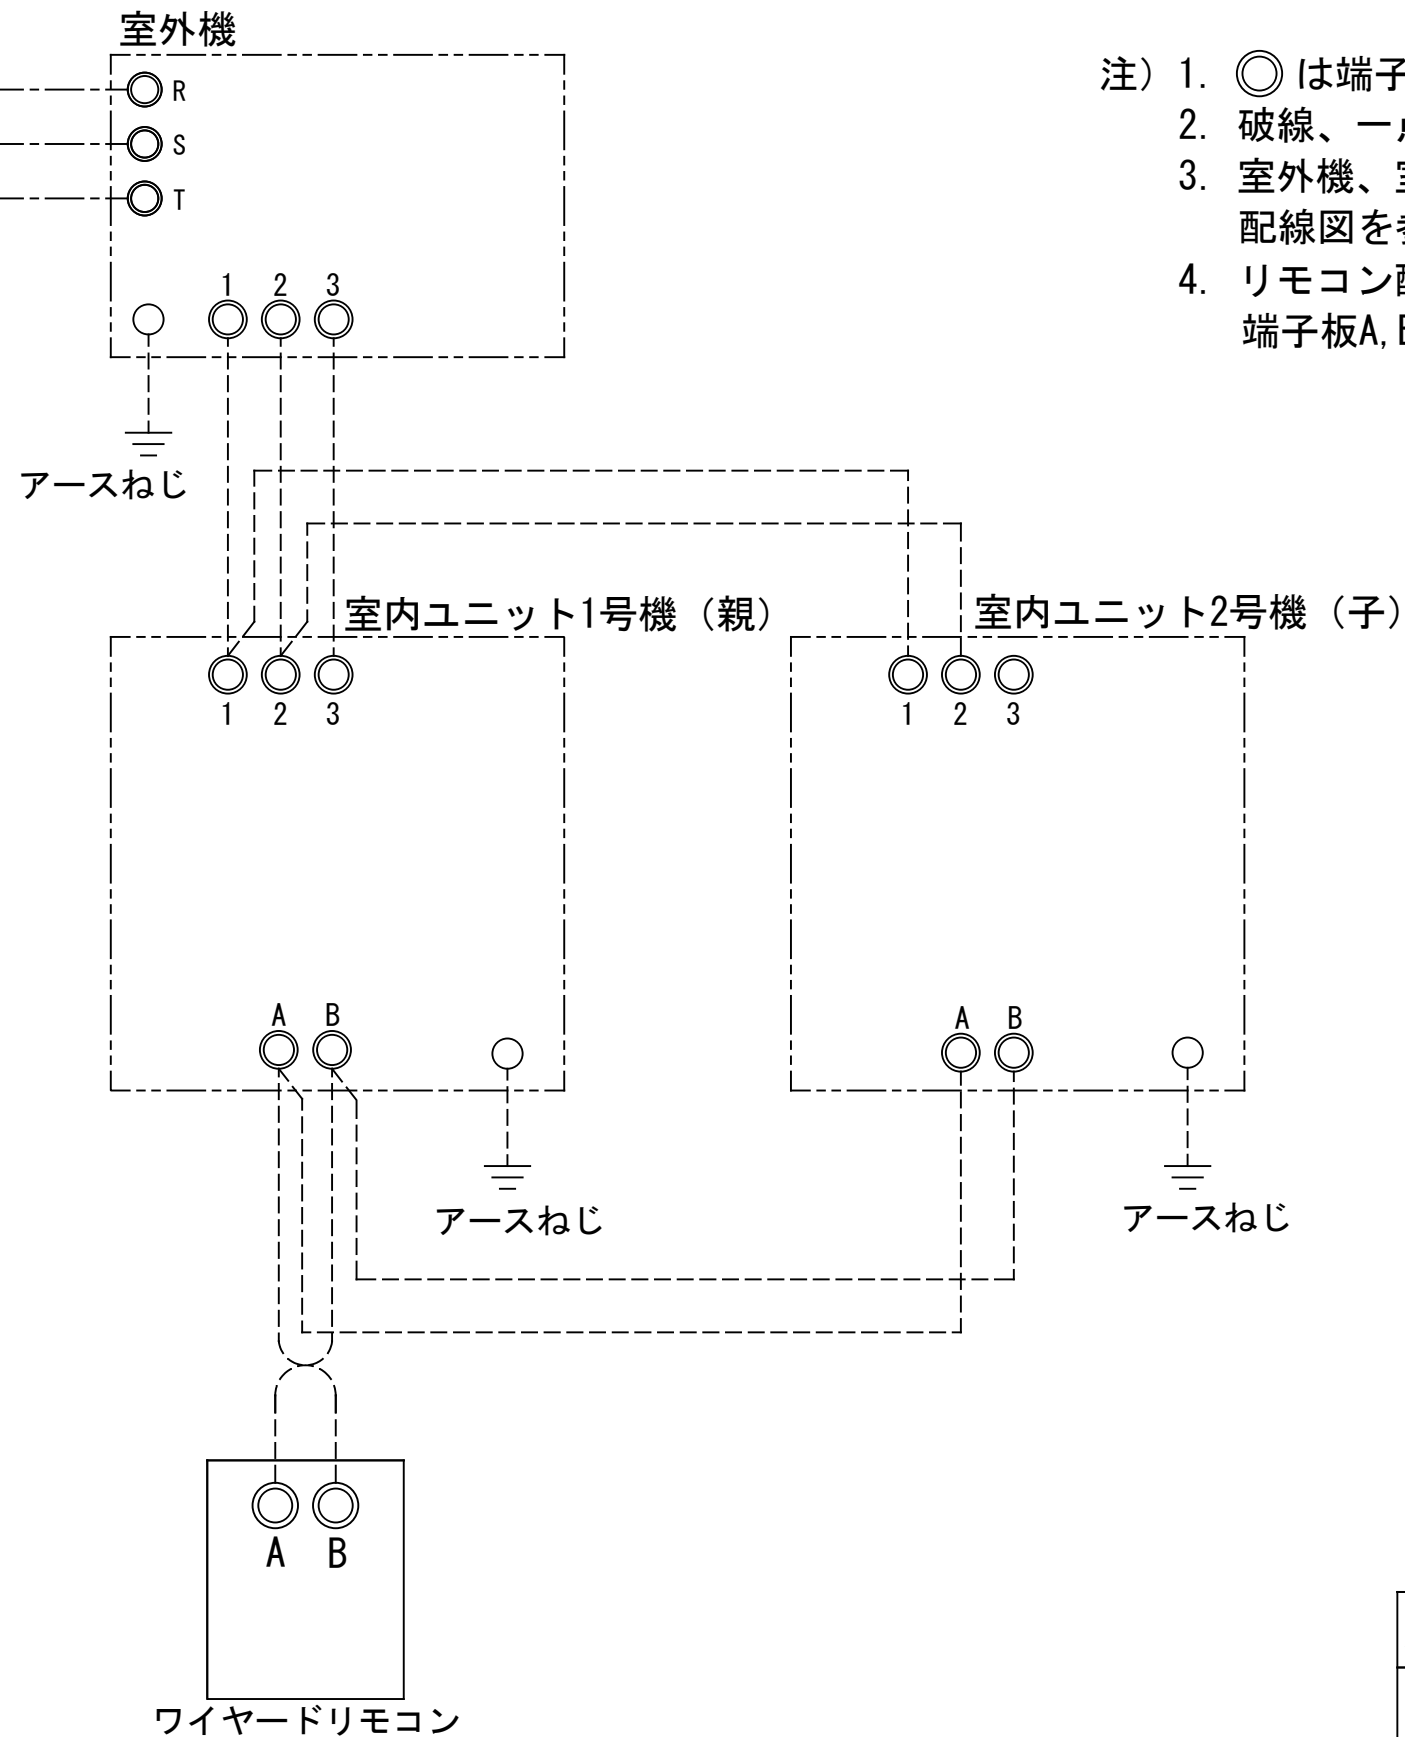 室外機
R
S
T
1 2 3
アースねじ
注) 1. ◎ は端子
2. 破線、一点
3. 室外機、室
配線図を参
4. リモコン配
端子板A,B
室内ユニット1号機 (親)
1 2 3
A B
アースねじ
室内ユニット2号機 (子)
1 2 3
A B
アースねじ
A B
ワイヤードリモコン